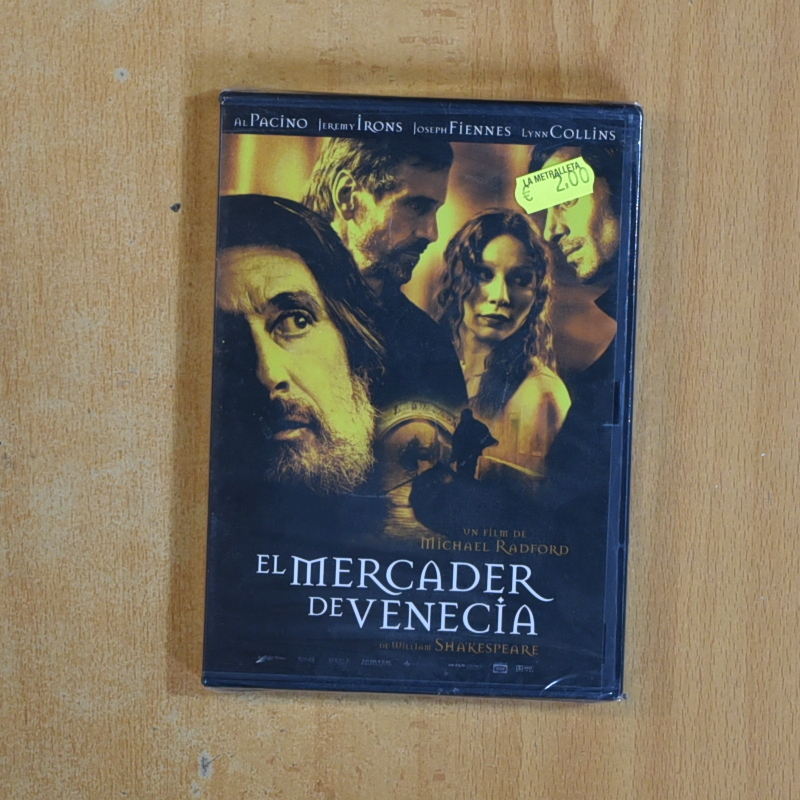 AL PACINO JEREMY IRONS JOSEPH FIENNES LYNN COLLINS
LA METRALLETA
€ 2,00
UN FILM DE
MICHAEL RADFORD
EL MERCADER
DE VENECIA
DE WILLIAM SHAKESPEARE